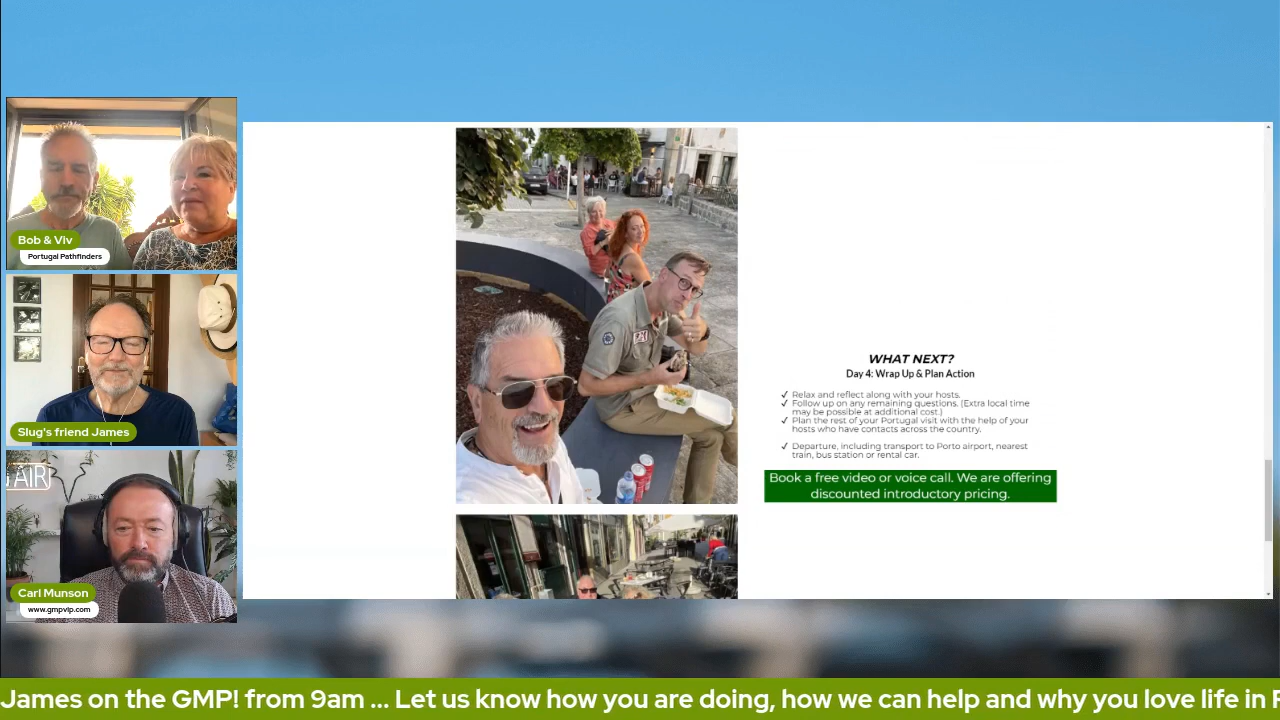 Bob & Viv
Portugal Pathfinders
Slug's friend James
AIR
Carl Munson
www.gmpvip.com
WHAT NEXT?
Day 4: Wrap Up & Plan Action
✓ Relax and reflect along with your hosts.
✓ Follow up on any remaining questions. (Extra local time
may be possible at additional cost.)
✓ Plan the rest of your Portugal visit with the help of your
hosts who have contacts across the country.
✓ Departure, including transport to Porto airport, nearest
train, bus station or rental car.
Book a free video or voice call. We are offering
discounted introductory pricing.
James on the GMP! from 9am ... Let us know how you are doing, how we can help and why you love life in